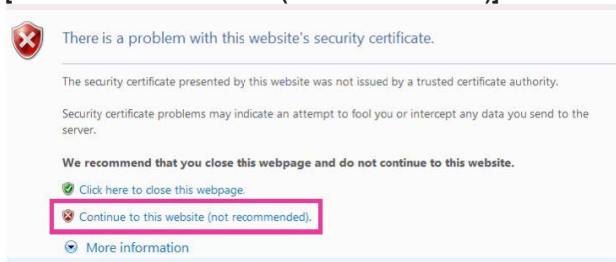 There is a problem with this website's security certificate.
The security certificate presented by this website was not issued by a trusted certificate authority.
Security certificate problems may indicate an attempt to fool you or intercept any data you send to the
server.
We recommend that you close this webpage and do not continue to this website.
Click here to close this webpage.
Continue to this website (not recommended).
More information